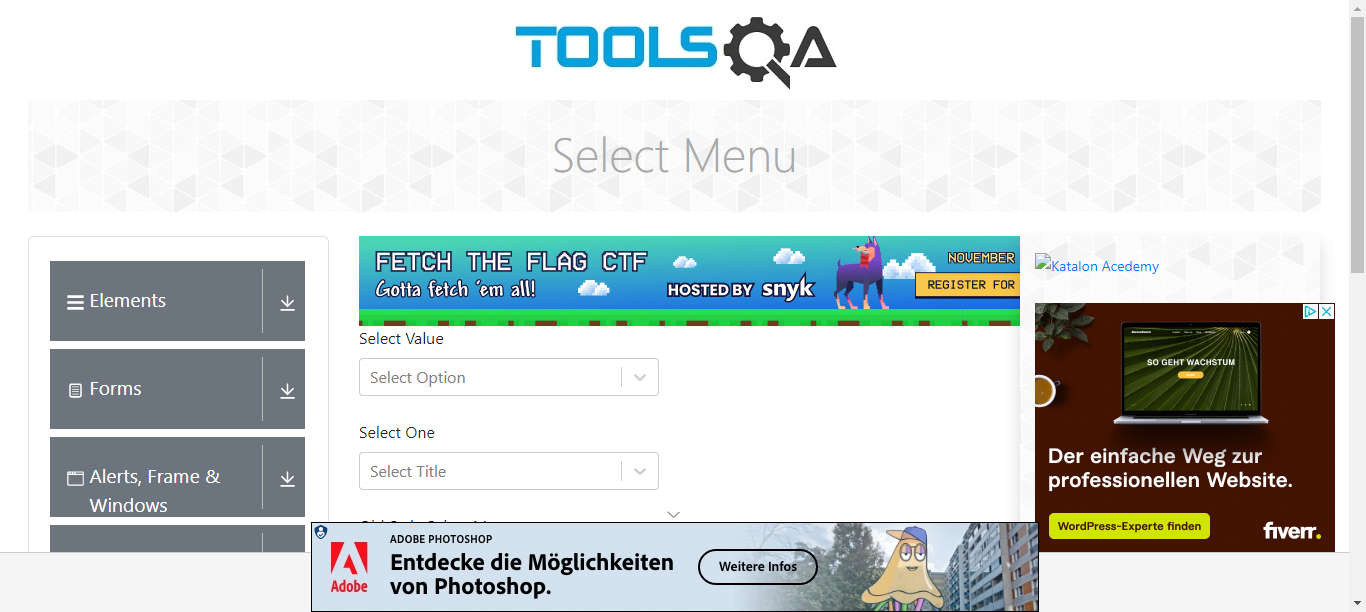 TOOLSQA
Select Menu
Elements
Forms
Alerts, Frame &
Windows
FETCH THE FLAG CTF
Gotta fetch 'em all!
HOSTED BY snyk
NOVEMBER
REGISTER FOR
Select Value
Select Option
Select One
Select Title
Katalon Acedemy
SO GEHT WACHSTUM
Der einfache Weg zur
professionellen Website.
WordPress-Experte finden
fiverr.
Adobe
ADOBE PHOTOSHOP
Entdecke die Möglichkeiten
von Photoshop.
Weitere Infos